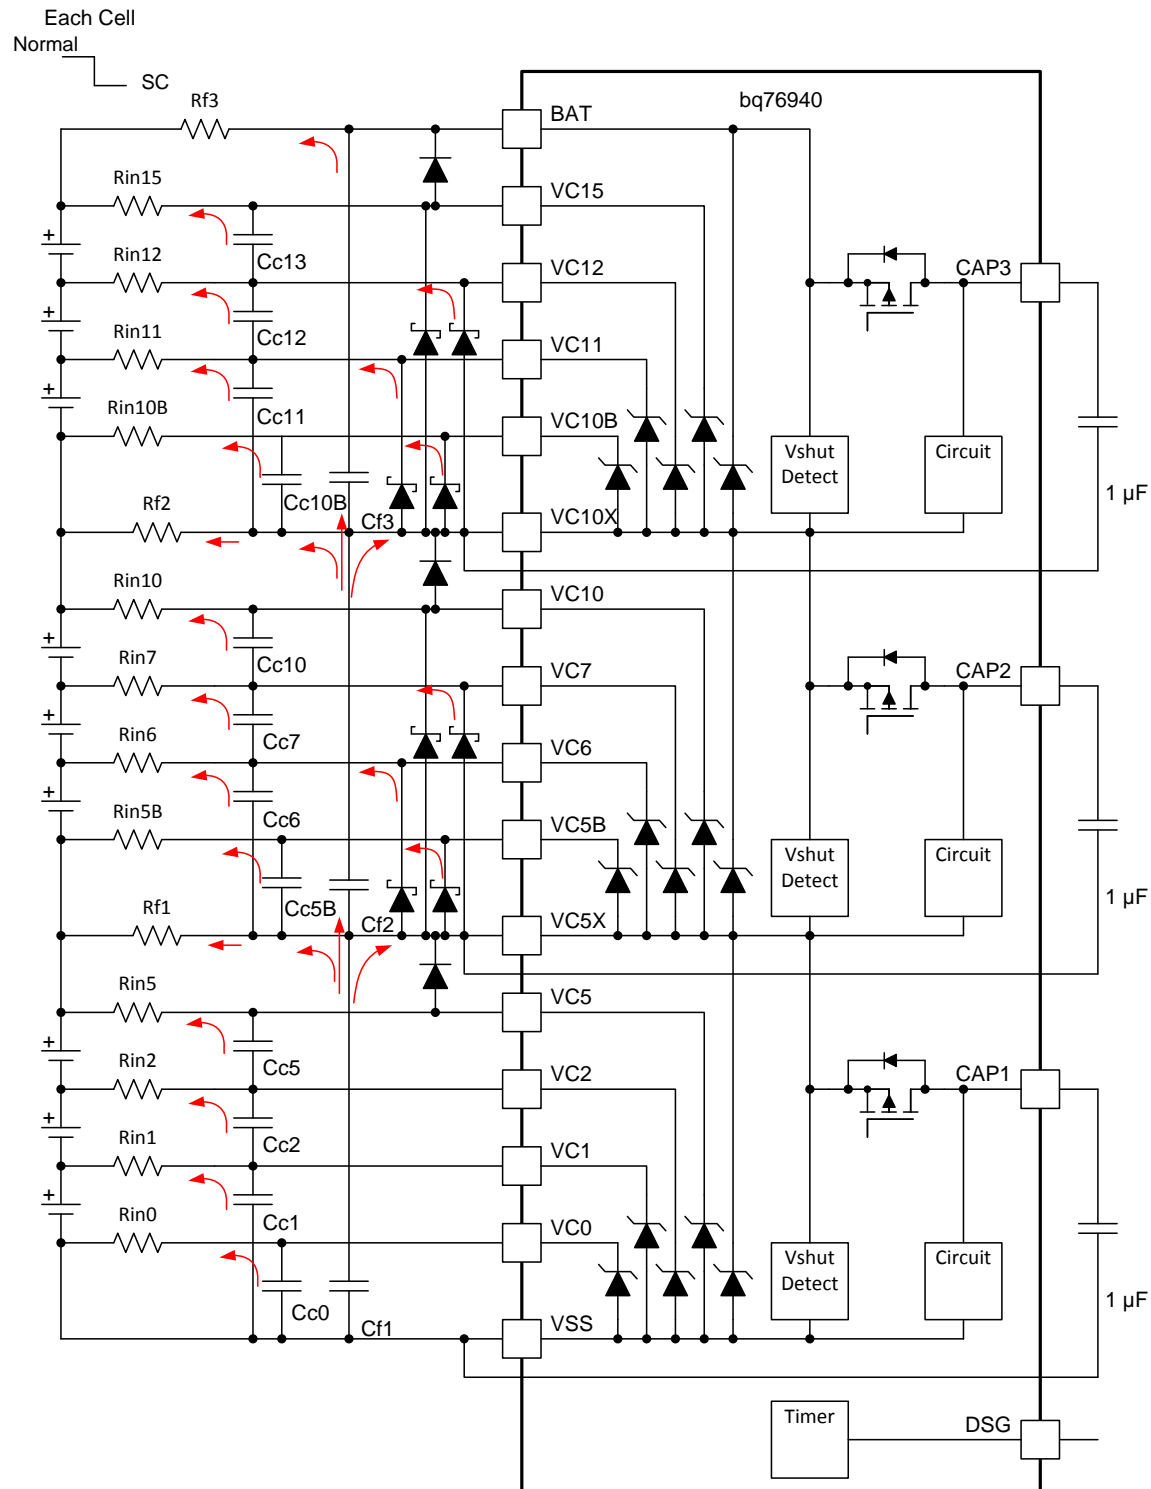 Each Cell
Normal
SC
bq76940
Rf3
BAT
Rin15
VC15
Cc13
Rin12
VC12
CAP3
Cc12
Rin11
VC11
Cc11
Rin10B
VC10B
Vshut
Detect
Circuit
1 µF
Cc10B
Rf2
Cf3
VC10X
Rin10
VC10
Cc10
Rin7
VC7
CAP2
Cc7
Rin6
VC6
Cc6
Rin5B
VC5B
Vshut
Detect
Circuit
1 µF
Cc5B
Rf1
Cf2
VC5X
Rin5
VC5
Cc5
Rin2
VC2
CAP1
Cc2
Rin1
VC1
Cc1
Rin0
VC0
Vshut
Detect
Circuit
1 µF
Cc0
Cf1
VSS
Timer
DSG
+
+
+
+
+
+
+
+
+